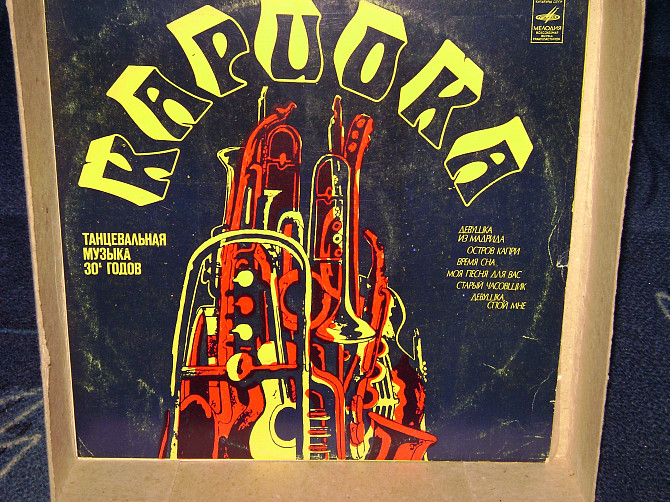 КАРИОКА
МЕЛОДИЯ
ТАНЦЕВАЛЬНАЯ
МУЗЫКА
30х ГОДОВ
ДЕВУШКА
ИЗ МАДРИДА
ОСТРОВ КАПРИ
ВРЕМЯ СНА
МОЯ ПЕСНЯ ДЛЯ ВАС
СТАРЫЙ ЧАСОВЩИК
ДЕВУШКА,
СПОЙ МНЕ